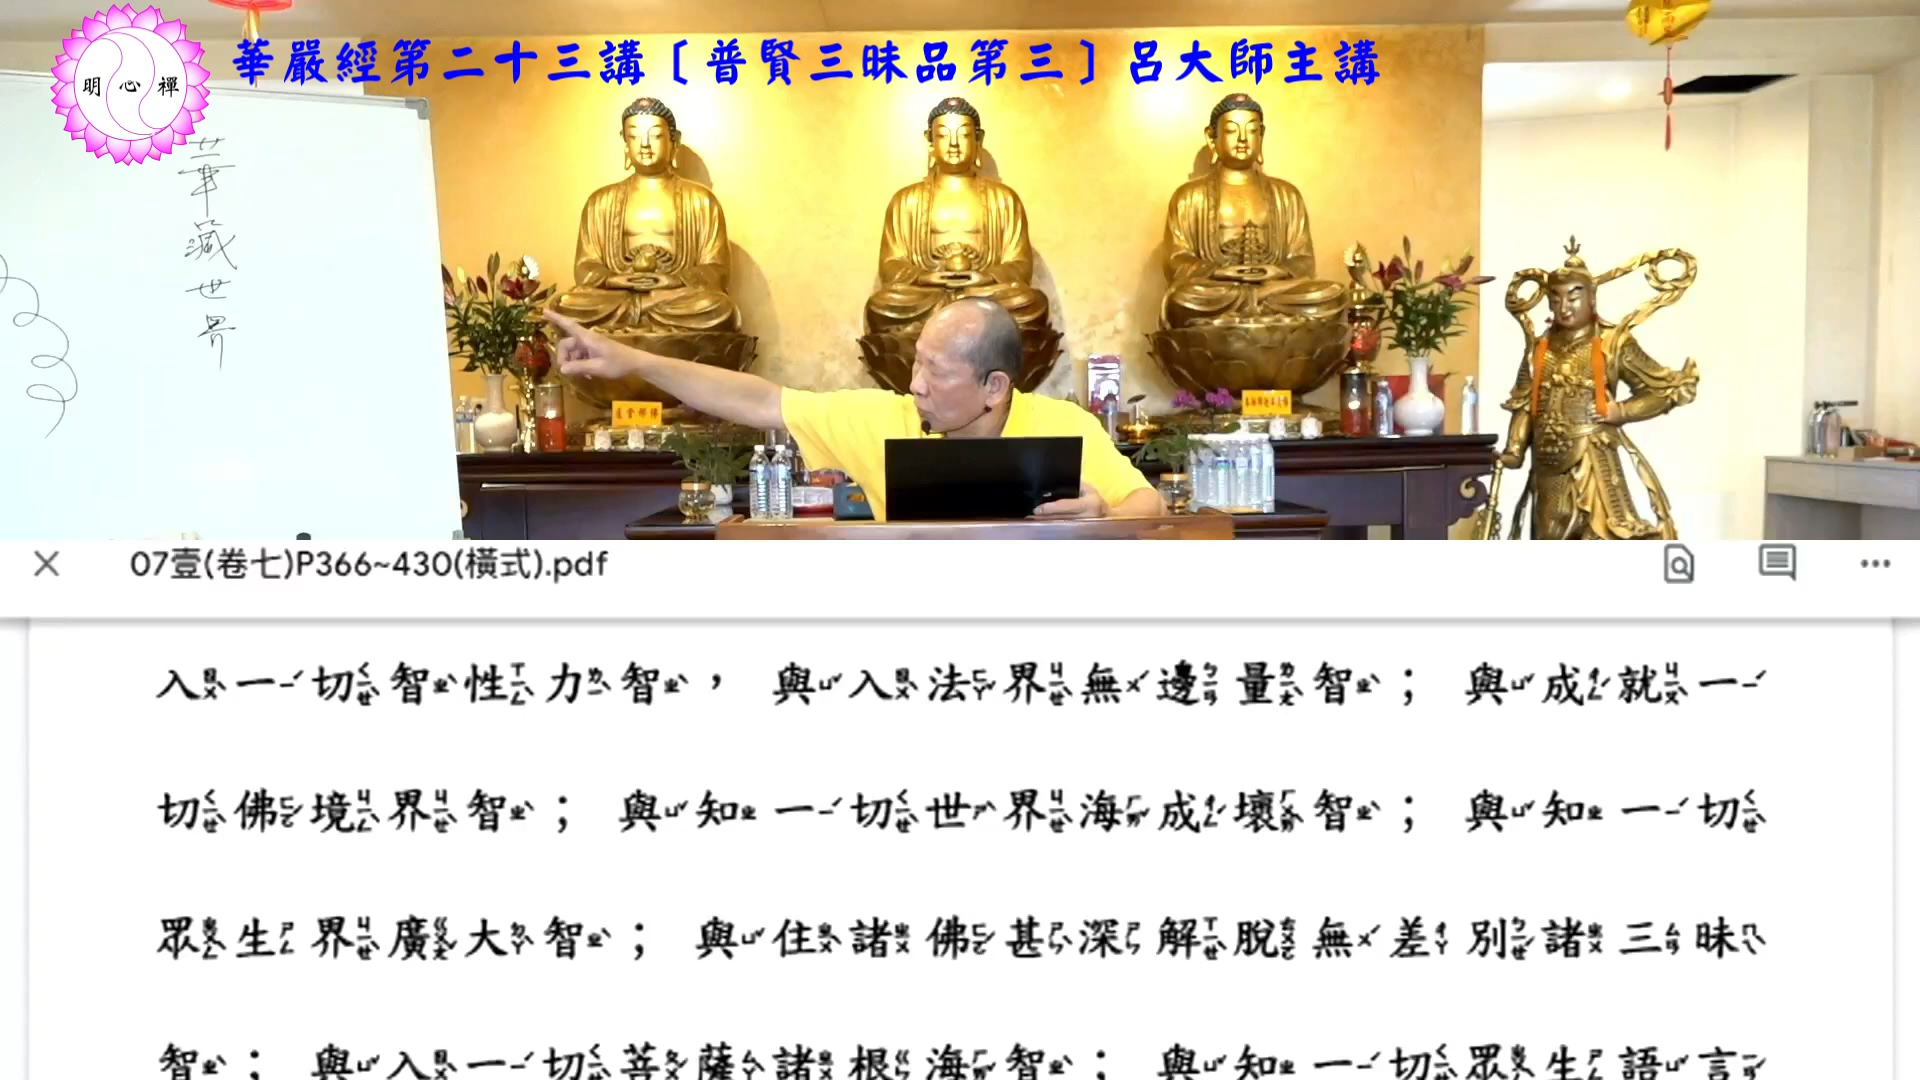 華嚴經第二十三講〔普賢三昧品第三〕呂大師主講
明心禪
華藏世界
07壹(卷七)P366~430(橫式).pdf
入一切智性力智， 與入法界無邊量智； 與成就一
切佛境界智； 與知一切世界海成壞智； 與知一切
眾生界廣大智； 與住諸佛甚深解脫無差別諸三昧
智； 與入一切菩薩諸根海智； 與知一切眾生語言